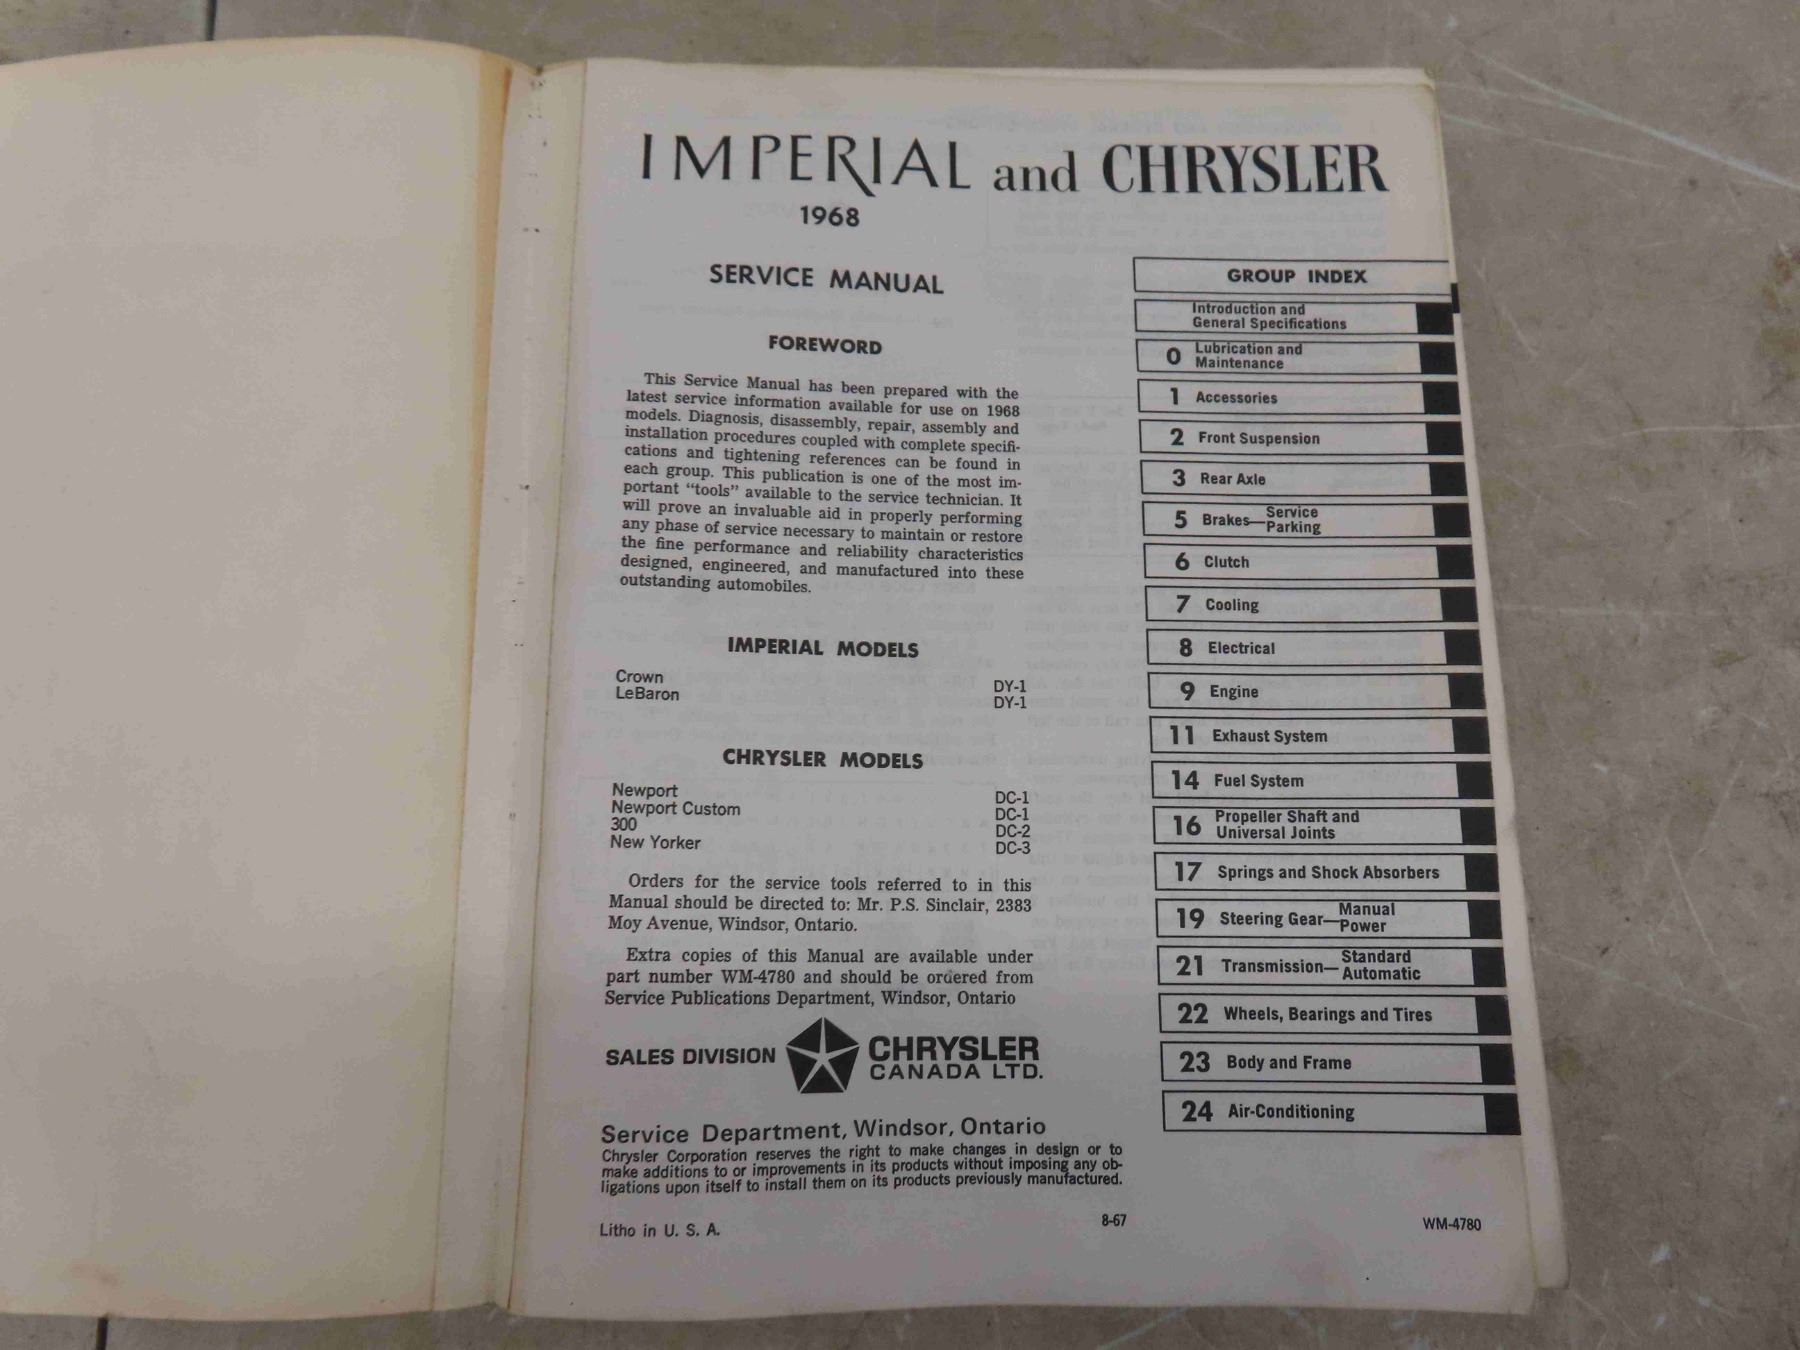 IMPERIAL and CHRYSLER
1968
SERVICE MANUAL
FOREWORD
This Service Manual has been prepared with the
latest service information available for use on 1968
models. Diagnosis, disassembly, repair, assembly and
installation procedures coupled with complete specifi-
cations and tightening references can be found in
each group. This publication is one of the most im-
portant “tools” available to the service technician. It
will prove an invaluable aid in properly performing
any phase of service necessary to maintain or restore
the fine performance and reliability characteristics
designed, engineered, and manufactured into these
outstanding automobiles.
IMPERIAL MODELS
Crown DY-1
LeBaron DY-1
CHRYSLER MODELS
Newport DC-1
Newport Custom DC-1
300 DC-2
New Yorker DC-3
Orders for the service tools referred to in this
Manual should be directed to: Mr. P.S. Sinclair, 2383
Moy Avenue, Windsor, Ontario.
Extra copies of this Manual are available under
part number WM-4780 and should be ordered from
Service Publications Department, Windsor, Ontario
SALES DIVISION CHRYSLER
CANADA LTD.
Service Department, Windsor, Ontario
Chrysler Corporation reserves the right to make changes in design or to
make additions to or improvements in its products without imposing any ob-
ligations upon itself to install them on its products previously manufactured.
Litho in U. S. A.
8-67
WM-4780
GROUP INDEX
Introduction and
General Specifications
0 Lubrication and
Maintenance
1 Accessories
2 Front Suspension
3 Rear Axle
5 Brakes—Service
Parking
6 Clutch
7 Cooling
8 Electrical
9 Engine
11 Exhaust System
14 Fuel System
16 Propeller Shaft and
Universal Joints
17 Springs and Shock Absorbers
19 Steering Gear—Manual
Power
21 Transmission—Standard
Automatic
22 Wheels, Bearings and Tires
23 Body and Frame
24 Air-Conditioning